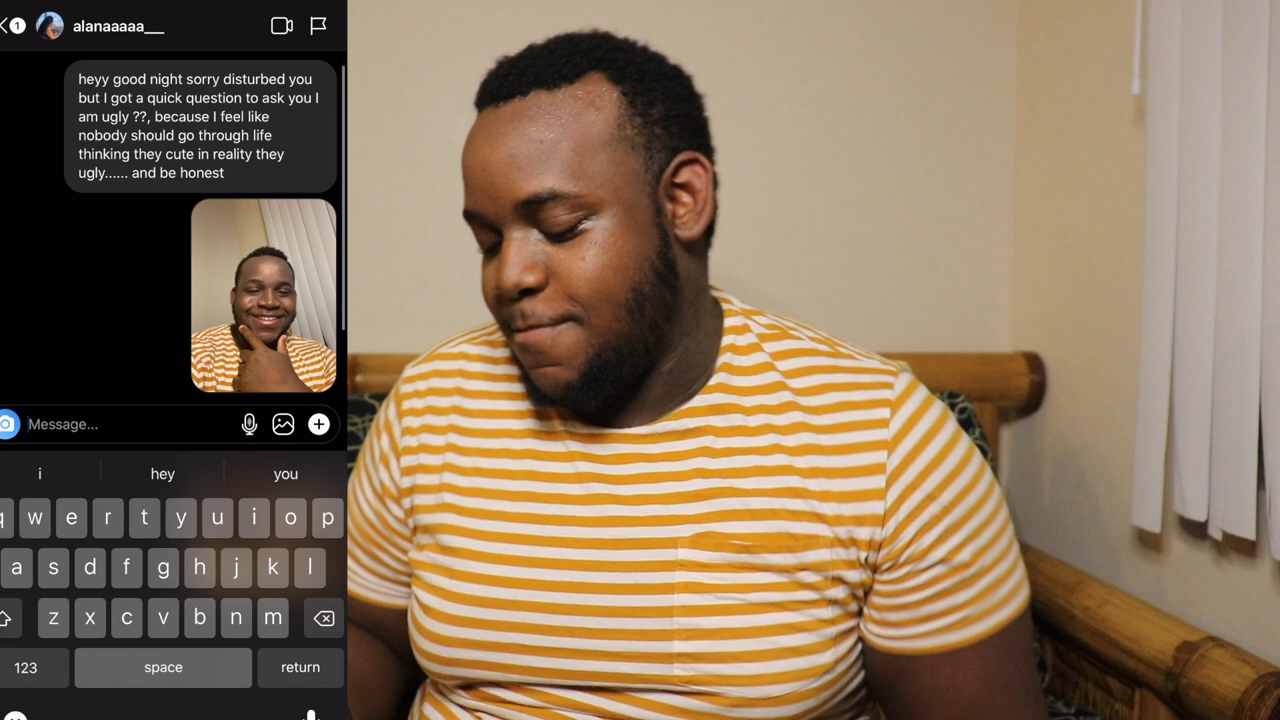 1 alanaaaaa__
heyy good night sorry disturbed you
but I got a quick question to ask you I
am ugly ??, because I feel like
nobody should go through life
thinking they cute in reality they
ugly...... and be honest
Message...
i hey you
q w e r t y u i o p
a s d f g h j k l
z x c v b n m
123 space return